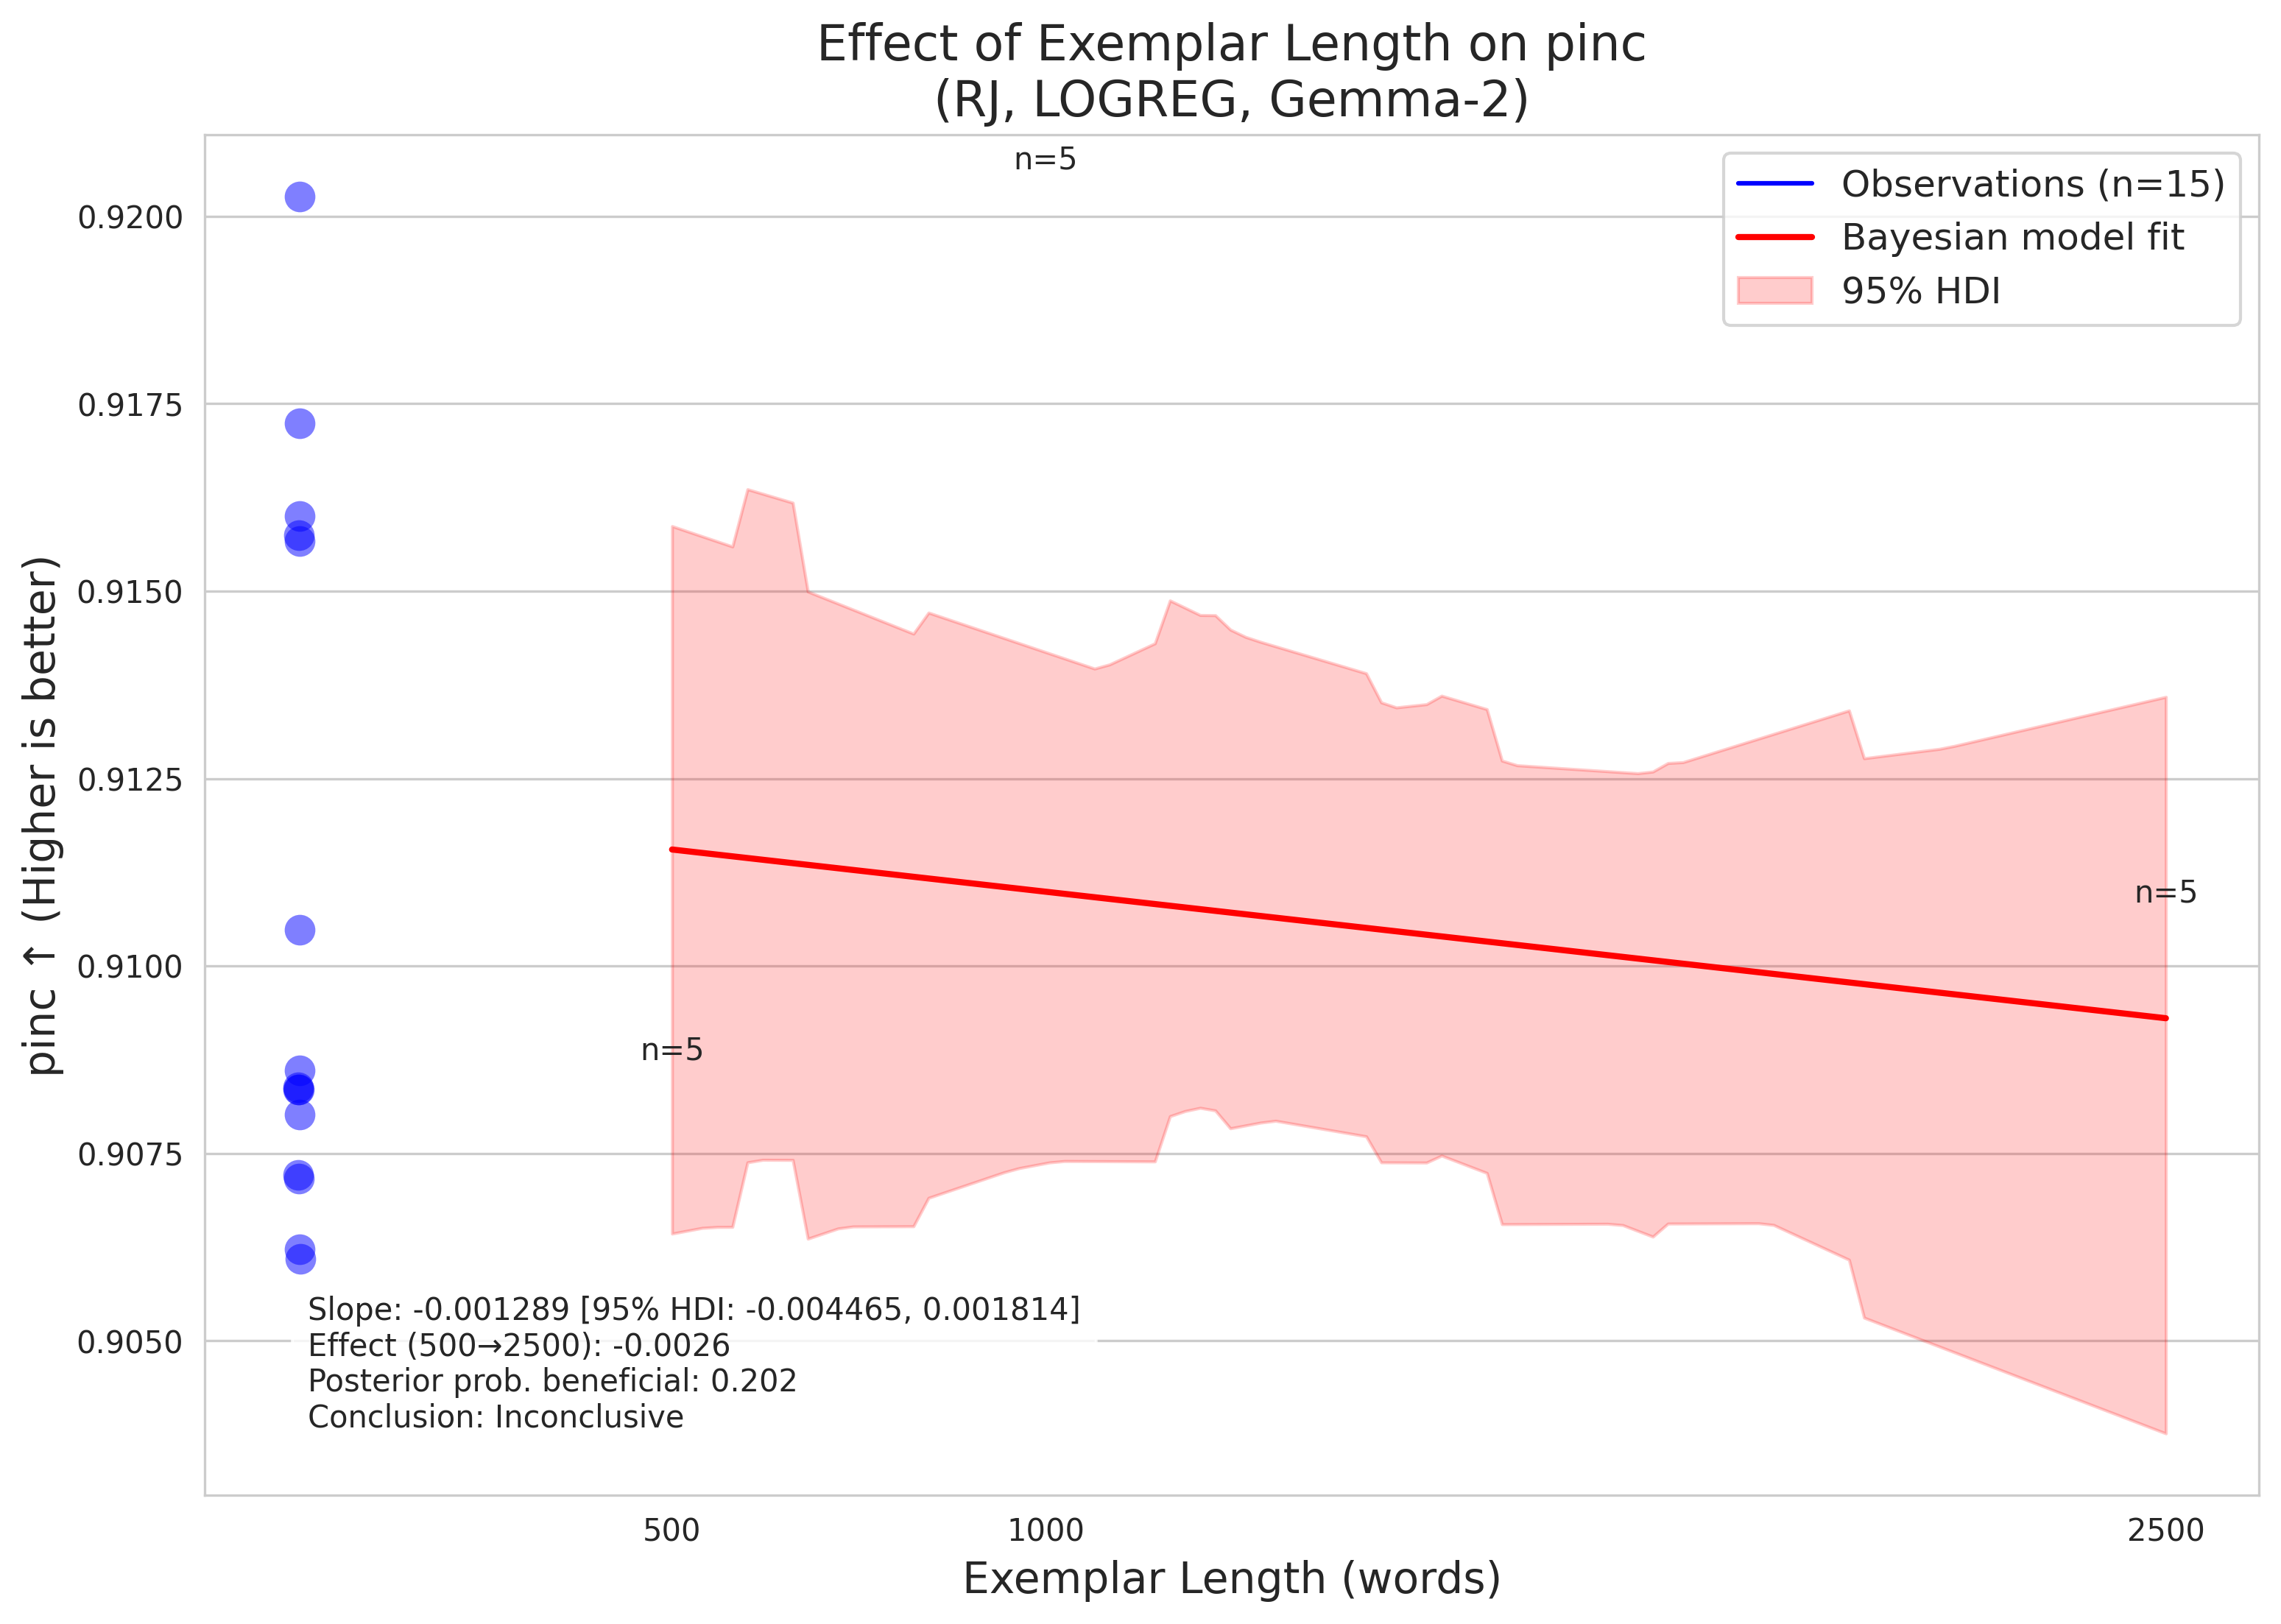 Effect of Exemplar Length on pinc
(RJ, LOGREG, Gemma-2)
n=5
Observations (n=15)
Bayesian model fit
95% HDI
0.9200
0.9175
0.9150
0.9125
0.9100
0.9075
0.9050
pinc ↑ (Higher is better)
n=5
n=5
Slope: -0.001289 [95% HDI: -0.004465, 0.001814]
Effect (500→2500): -0.0026
Posterior prob. beneficial: 0.202
Conclusion: Inconclusive
500
1000
2500
Exemplar Length (words)